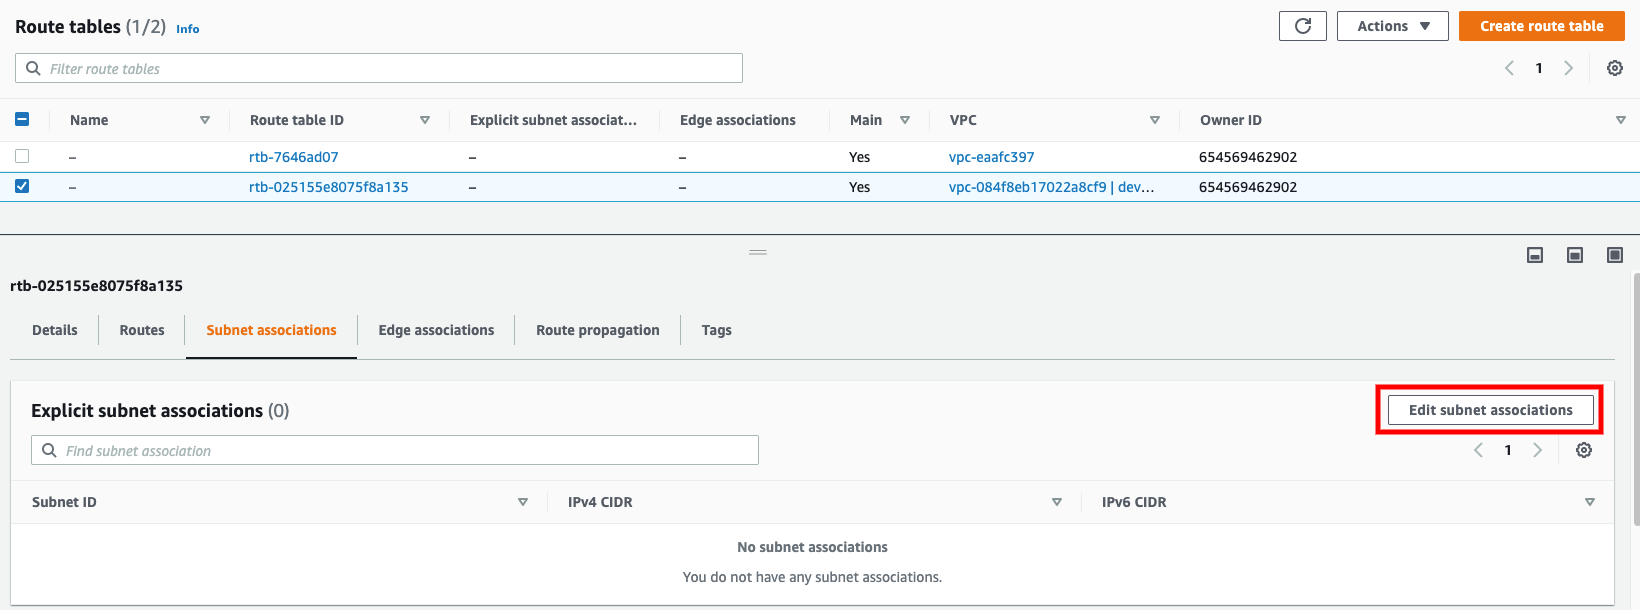 Route tables (1/2) Info
Actions
Create route table
Filter route tables
1
Name Route table ID Explicit subnet associat... Edge associations Main VPC Owner ID
– rtb-7646ad07 – – Yes vpc-eaafc397 654569462902
– rtb-025155e8075f8a135 – – Yes vpc-084f8eb17022a8cf9 | dev... 654569462902
rtb-025155e8075f8a135
Details Routes Subnet associations Edge associations Route propagation Tags
Explicit subnet associations (0)
Edit subnet associations
Find subnet association
1
Subnet ID IPv4 CIDR IPv6 CIDR
No subnet associations
You do not have any subnet associations.